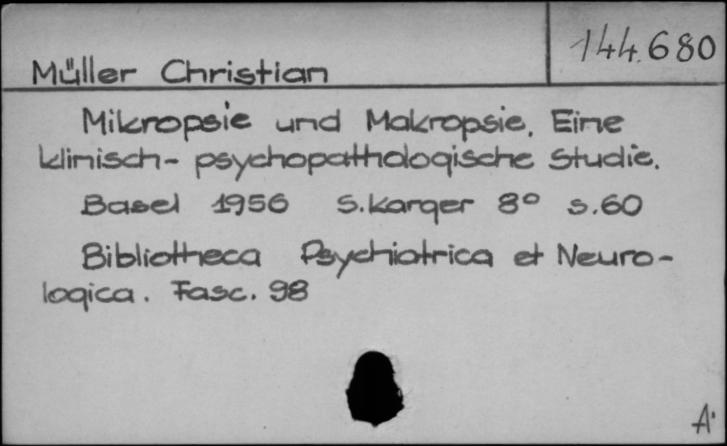 144.680
Müller Christian
Mikropsie und Makropsie. Eine
klinisch- psychopathologische Studie.
Basel 1956 S. Karger 8° s. 60
Bibliotheca Psychiatrica et Neuro-
logica. Fasc. 98
A'